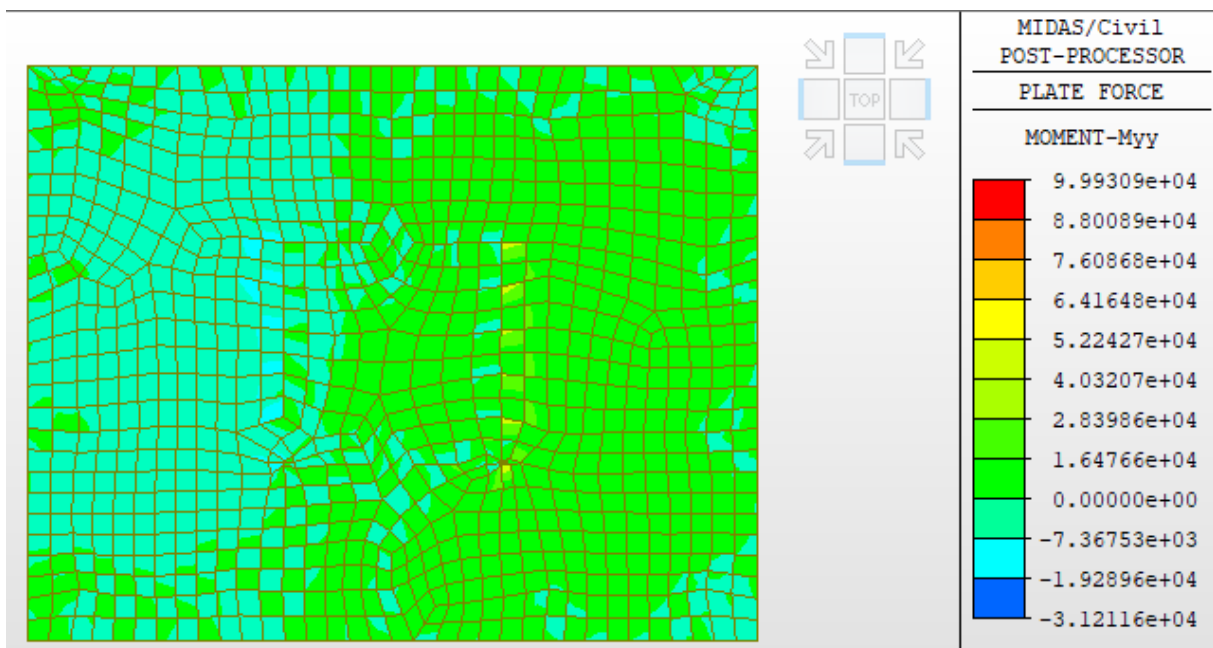 TOP
MIDAS/Civil
POST-PROCESSOR
PLATE FORCE
MOMENT-Myy
9.99309e+04
8.80089e+04
7.60868e+04
6.41648e+04
5.22427e+04
4.03207e+04
2.83986e+04
1.64766e+04
0.00000e+00
-7.36753e+03
-1.92896e+04
-3.12116e+04